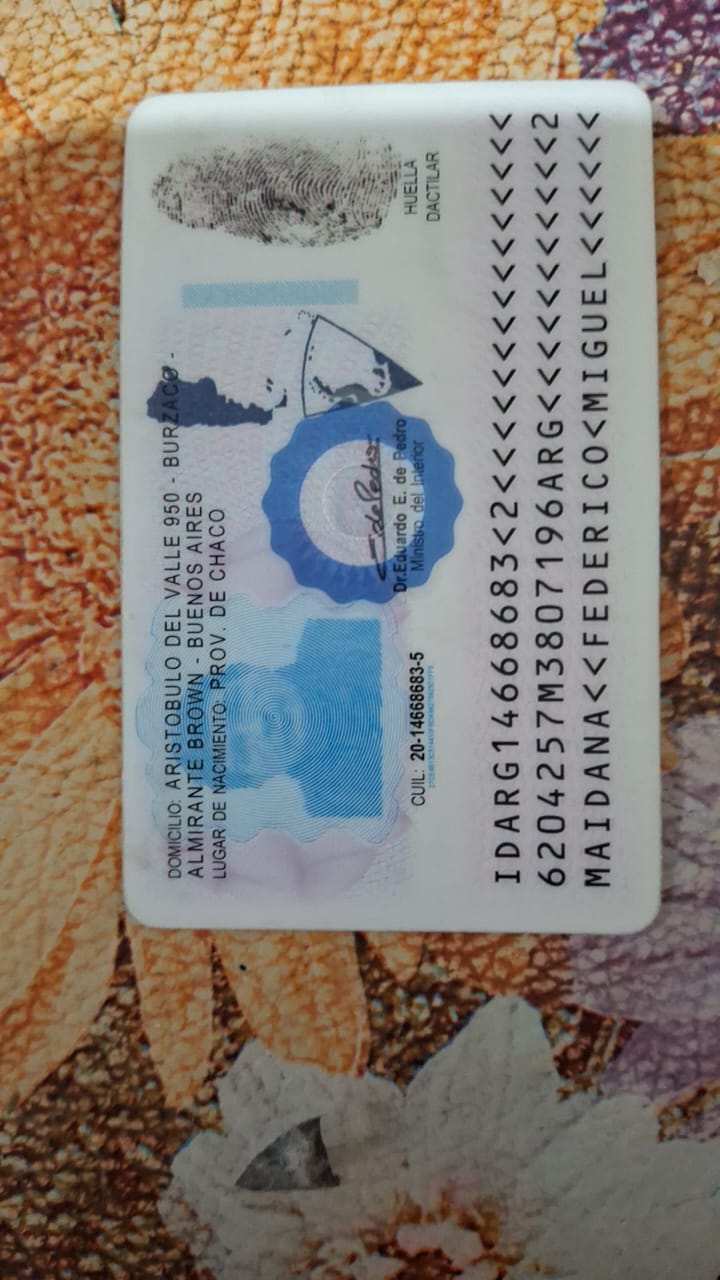 DOMICILIO: ARISTOBULO DEL VALLE 950 - BURZACO -
ALMIRANTE BROWN - BUENOS AIRES
LUGAR DE NACIMIENTO: PROV. DE CHACO
HUELLA
DACTILAR
Dr. Eduardo E. de Pedro
Ministro del Interior
CUIL: 20-14668683-5
IDARG14668683<2<<<<<<<<<<<<<<<
6204257M3807196ARG<<<<<<<<<<<2
MAIDANA<<FEDERICO<MIGUEL<<<<<<